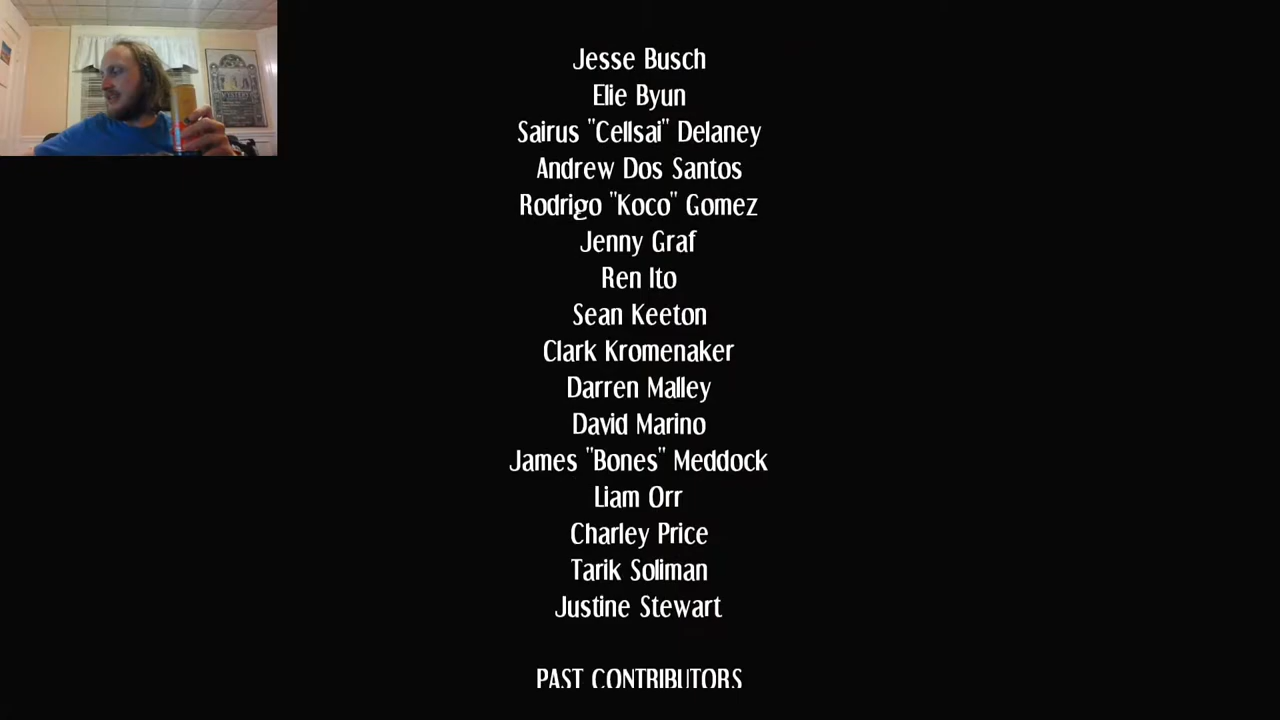 Jesse Busch
Elie Byun
Sairus "Cellsai" Delaney
Andrew Dos Santos
Rodrigo "Koco" Gomez
Jenny Graf
Ren Ito
Sean Keeton
Clark Kromenaker
Darren Malley
David Marino
James "Bones" Meddock
Liam Orr
Charley Price
Tarik Soliman
Justine Stewart
PAST CONTRIBUTORS